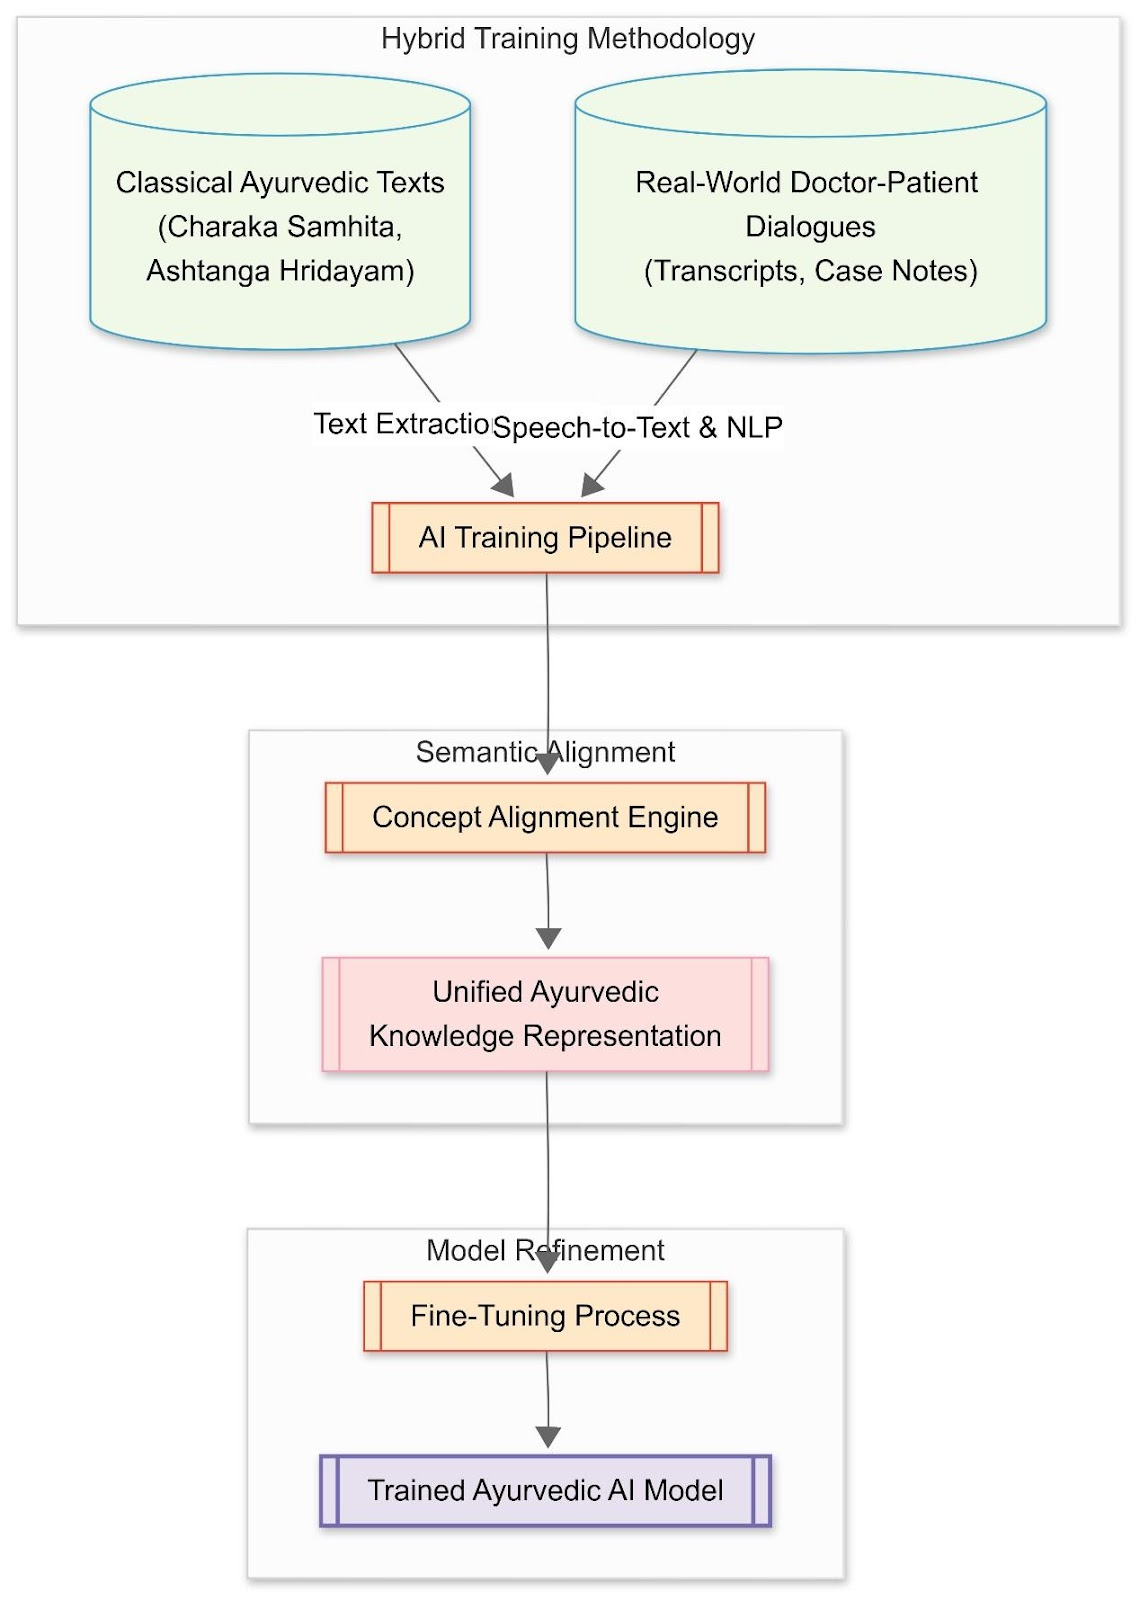 Hybrid Training Methodology
Classical Ayurvedic Texts
(Charaka Samhita,
Ashtanga Hridayam)
Real-World Doctor-Patient
Dialogues
(Transcripts, Case Notes)
Text Extractio
Speech-to-Text & NLP
AI Training Pipeline
Semantic Alignment
Concept Alignment Engine
Unified Ayurvedic
Knowledge Representation
Model Refinement
Fine-Tuning Process
Trained Ayurvedic AI Model